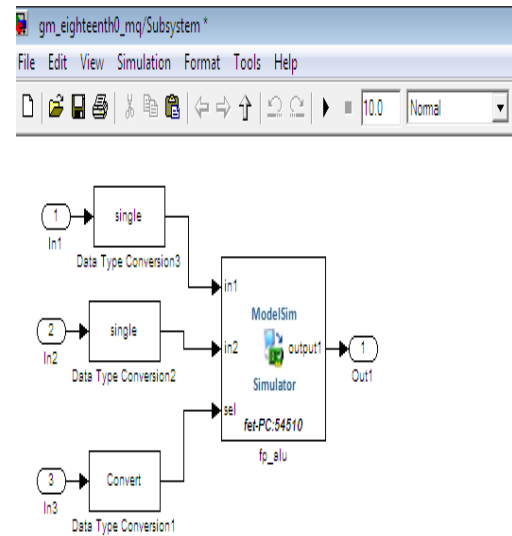 gm_eighteenth0_mq/Subsystem *
File Edit View Simulation Format Tools Help
10.0 Normal
1
In1
single
Data Type Conversion3
2
In2
single
Data Type Conversion2
3
In3
Convert
Data Type Conversion1
in1
in2
sel
ModelSim
output1
Simulator
fet-PC:54510
fp_alu
1
Out1